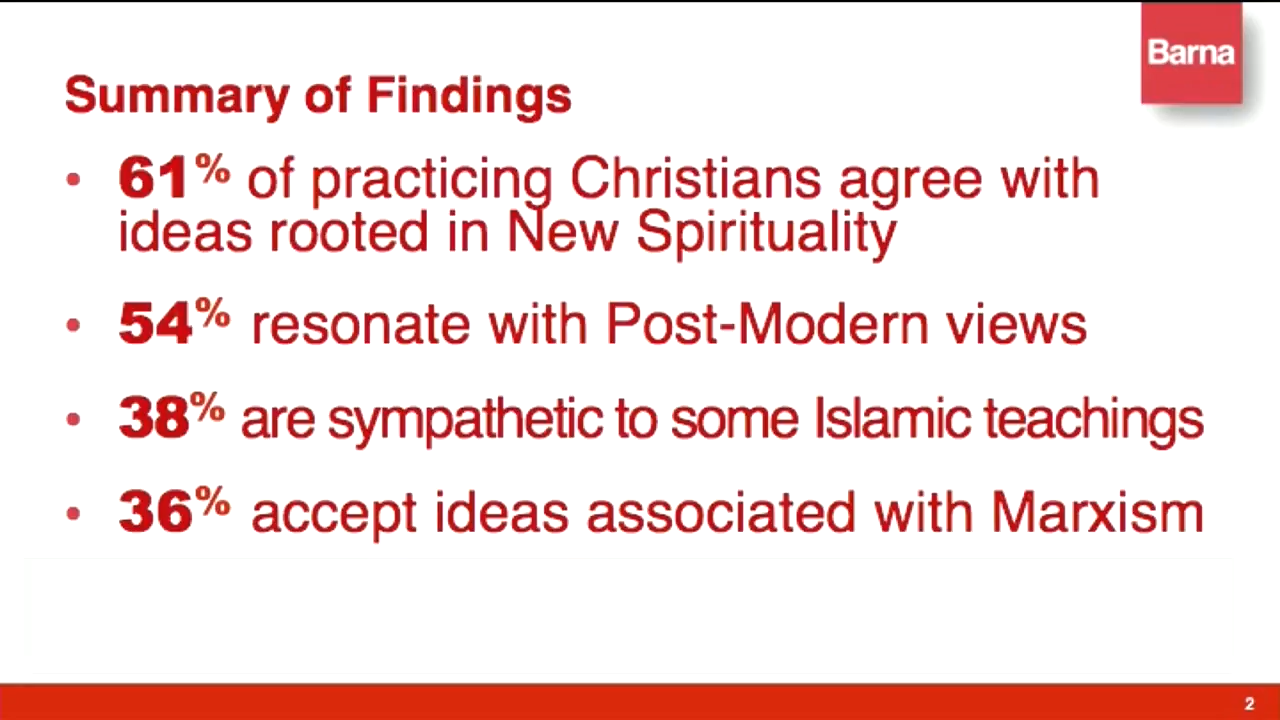 Barna
Summary of Findings
• 61% of practicing Christians agree with
ideas rooted in New Spirituality
• 54% resonate with Post-Modern views
• 38% are sympathetic to some Islamic teachings
• 36% accept ideas associated with Marxism
2